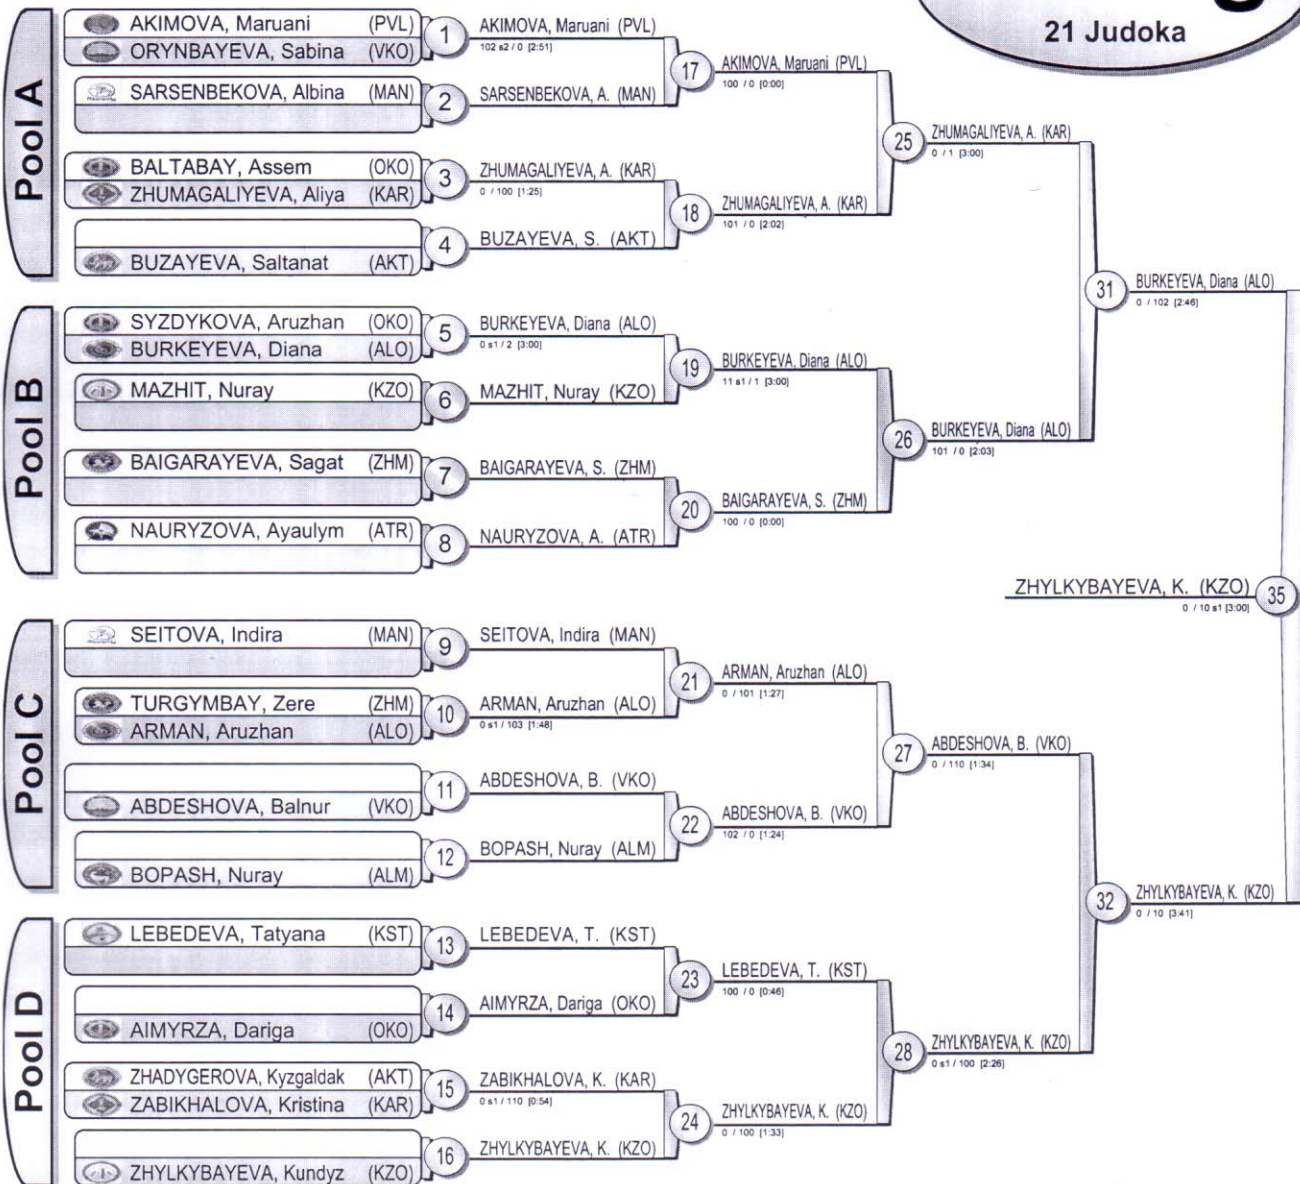 21 Judoka
Pool A
AKIMOVA, Maruani (PVL)
ORYNBAYEVA, Sabina (VKO)
1
AKIMOVA, Maruani (PVL)
102 s2 / 0 [2:51]
SARSENBEKOVA, Albina (MAN)
2
SARSENBEKOVA, A. (MAN)
17
AKIMOVA, Maruani (PVL)
100 / 0 [0:00]
BALTABAY, Assem (OKO)
ZHUMAGALIYEVA, Aliya (KAR)
3
ZHUMAGALIYEVA, A. (KAR)
0 / 100 [1:25]
BUZAYEVA, Saltanat (AKT)
4
BUZAYEVA, S. (AKT)
18
ZHUMAGALIYEVA, A. (KAR)
101 / 0 [2:02]
25
ZHUMAGALIYEVA, A. (KAR)
0 / 1 [3:00]
Pool B
SYZDYKOVA, Aruzhan (OKO)
BURKEYEVA, Diana (ALO)
5
BURKEYEVA, Diana (ALO)
0 s1 / 2 [3:00]
MAZHIT, Nuray (KZO)
6
MAZHIT, Nuray (KZO)
19
BURKEYEVA, Diana (ALO)
11 s1 / 1 [3:00]
BAIGARAYEVA, Sagat (ZHM)
7
BAIGARAYEVA, S. (ZHM)
NAURYZOVA, Ayaulym (ATR)
8
NAURYZOVA, A. (ATR)
20
BAIGARAYEVA, S. (ZHM)
100 / 0 [0:00]
26
BURKEYEVA, Diana (ALO)
101 / 0 [2:03]
31
BURKEYEVA, Diana (ALO)
0 / 102 [2:46]
ZHYLKYBAYEVA, K. (KZO)
0 / 10 s1 [3:00]
35
Pool C
SEITOVA, Indira (MAN)
9
SEITOVA, Indira (MAN)
TURGYMBAY, Zere (ZHM)
ARMAN, Aruzhan (ALO)
10
ARMAN, Aruzhan (ALO)
0 s1 / 103 [1:48]
21
ARMAN, Aruzhan (ALO)
0 / 101 [1:27]
ABDESHOVA, Balnur (VKO)
11
ABDESHOVA, B. (VKO)
BOPASH, Nuray (ALM)
12
BOPASH, Nuray (ALM)
22
ABDESHOVA, B. (VKO)
102 / 0 [1:24]
27
ABDESHOVA, B. (VKO)
0 / 110 [1:34]
Pool D
LEBEDEVA, Tatyana (KST)
13
LEBEDEVA, T. (KST)
AIMYRZA, Dariga (OKO)
14
AIMYRZA, Dariga (OKO)
23
LEBEDEVA, T. (KST)
100 / 0 [0:46]
ZHADYGEROVA, Kyzgaldak (AKT)
ZABIKHALOVA, Kristina (KAR)
15
ZABIKHALOVA, K. (KAR)
0 s1 / 110 [0:54]
ZHYLKYBAYEVA, Kundyz (KZO)
16
ZHYLKYBAYEVA, K. (KZO)
24
ZHYLKYBAYEVA, K. (KZO)
0 / 100 [1:33]
28
ZHYLKYBAYEVA, K. (KZO)
0 s1 / 100 [2:26]
32
ZHYLKYBAYEVA, K. (KZO)
0 / 10 [3:41]